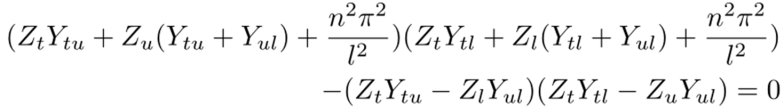 $(Z_t Y_{tu} + Z_u(Y_{tu} + Y_{ul}) + \frac{n^2\pi^2}{l^2})(Z_t Y_{tl} + Z_l(Y_{tl} + Y_{ul}) + \frac{n^2\pi^2}{l^2})$
$-(Z_t Y_{tu} - Z_l Y_{ul})(Z_t Y_{tl} - Z_u Y_{ul}) = 0$